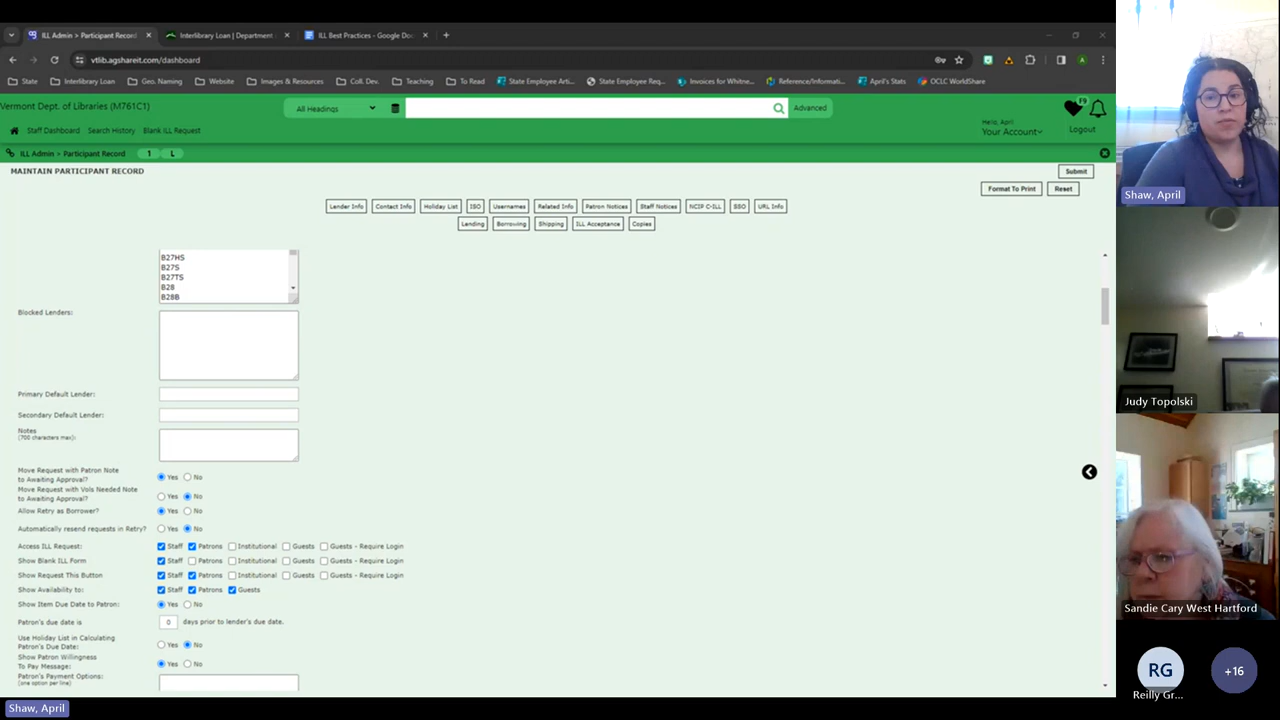 ILL Admin > Participant Record
Interlibrary Loan | Department
ILL Best Practices - Google Doc
vtlib.agshareit.com/dashboard
State
Interlibrary Loan
Geo. Naming
Website
Images & Resources
Coll. Dev.
Teaching
To Read
State Employee Arti...
State Employee Req...
Invoices for Whitne...
Reference/Informati...
April's Stats
OCLC WorldShare
Vermont Dept. of Libraries (M761C1)
All Headings
Advanced
Staff Dashboard
Search History
Blank ILL Request
Hello, April
Your Account
Logout
ILL Admin > Participant Record
1
L
MAINTAIN PARTICIPANT RECORD
Submit
Format To Print
Reset
Lender Info
Contact Info
Holiday List
ISO
Usernames
Related Info
Patron Notices
Staff Notices
NCIP C-ILL
SSO
URL Info
Lending
Borrowing
Shipping
ILL Acceptance
Copies
B27HS
B27S
B27TS
B28
B28B
Blocked Lenders:
Primary Default Lender:
Secondary Default Lender:
Notes
(700 characters max):
Move Request with Patron Note
to Awaiting Approval?
Yes No
Move Request with Vols Needed Note
to Awaiting Approval?
Yes No
Allow Retry as Borrower?
Yes No
Automatically resend requests in Retry?
Yes No
Access ILL Request:
Staff Patrons Institutional Guests Guests - Require Login
Show Blank ILL Form
Staff Patrons Institutional Guests Guests - Require Login
Show Request This Button
Staff Patrons Institutional Guests Guests - Require Login
Show Availability to:
Staff Patrons Guests
Show Item Due Date to Patron:
Yes No
Patron's due date is
0 days prior to lender's due date.
Use Holiday List in Calculating
Patron's Due Date:
Yes No
Show Patron Willingness
To Pay Message:
Yes No
Patron's Payment Options:
(one option per line)
Shaw, April
Judy Topolski
Sandie Cary West Hartford
RG
Reilly Gr...
+16
Shaw, April